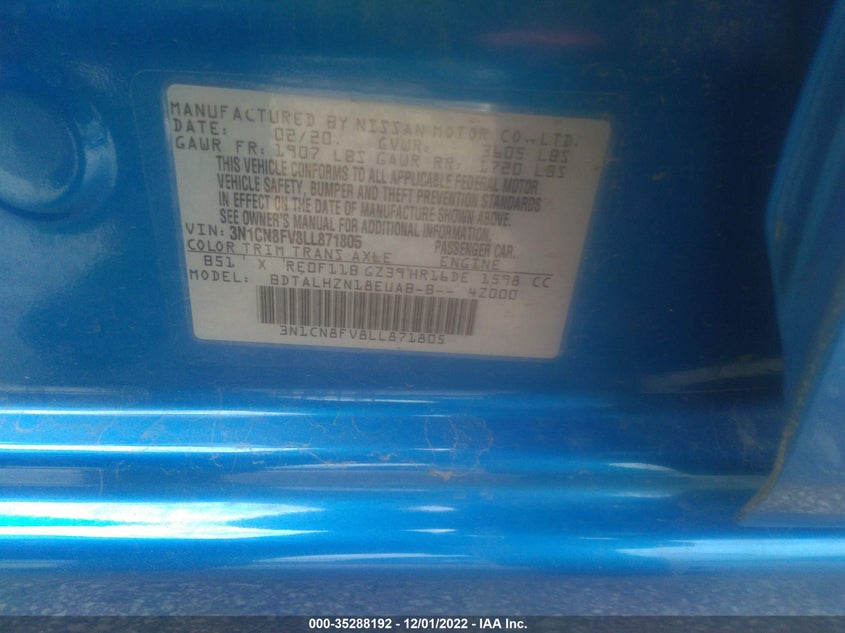 MANUFACTURED BY NISSAN MOTOR CO.,LTD.
DATE: 02/20, GVWR: 3605 LBS
GAWR FR: 1907 LBS GAWR RR: 1720 LBS
THIS VEHICLE CONFORMS TO ALL APPLICABLE FEDERAL MOTOR
VEHICLE SAFETY, BUMPER AND THEFT PREVENTION STANDARDS
IN EFFECT ON THE DATE OF MANUFACTURE SHOWN ABOVE.
SEE OWNER'S MANUAL FOR ADDITIONAL INFORMATION.
VIN: 3N1CN8FV8LL871805 PASSENGER CAR.
COLOR TRIM TRANS AXLE ENGINE
B51 X RE0F11B GZ39 HR16DE 1598 CC
MODEL: BDTALHZN18EUAB-B-- 4Z000
3N1CN8FV8LL871805
000-35288192 - 12/01/2022 - IAA Inc.